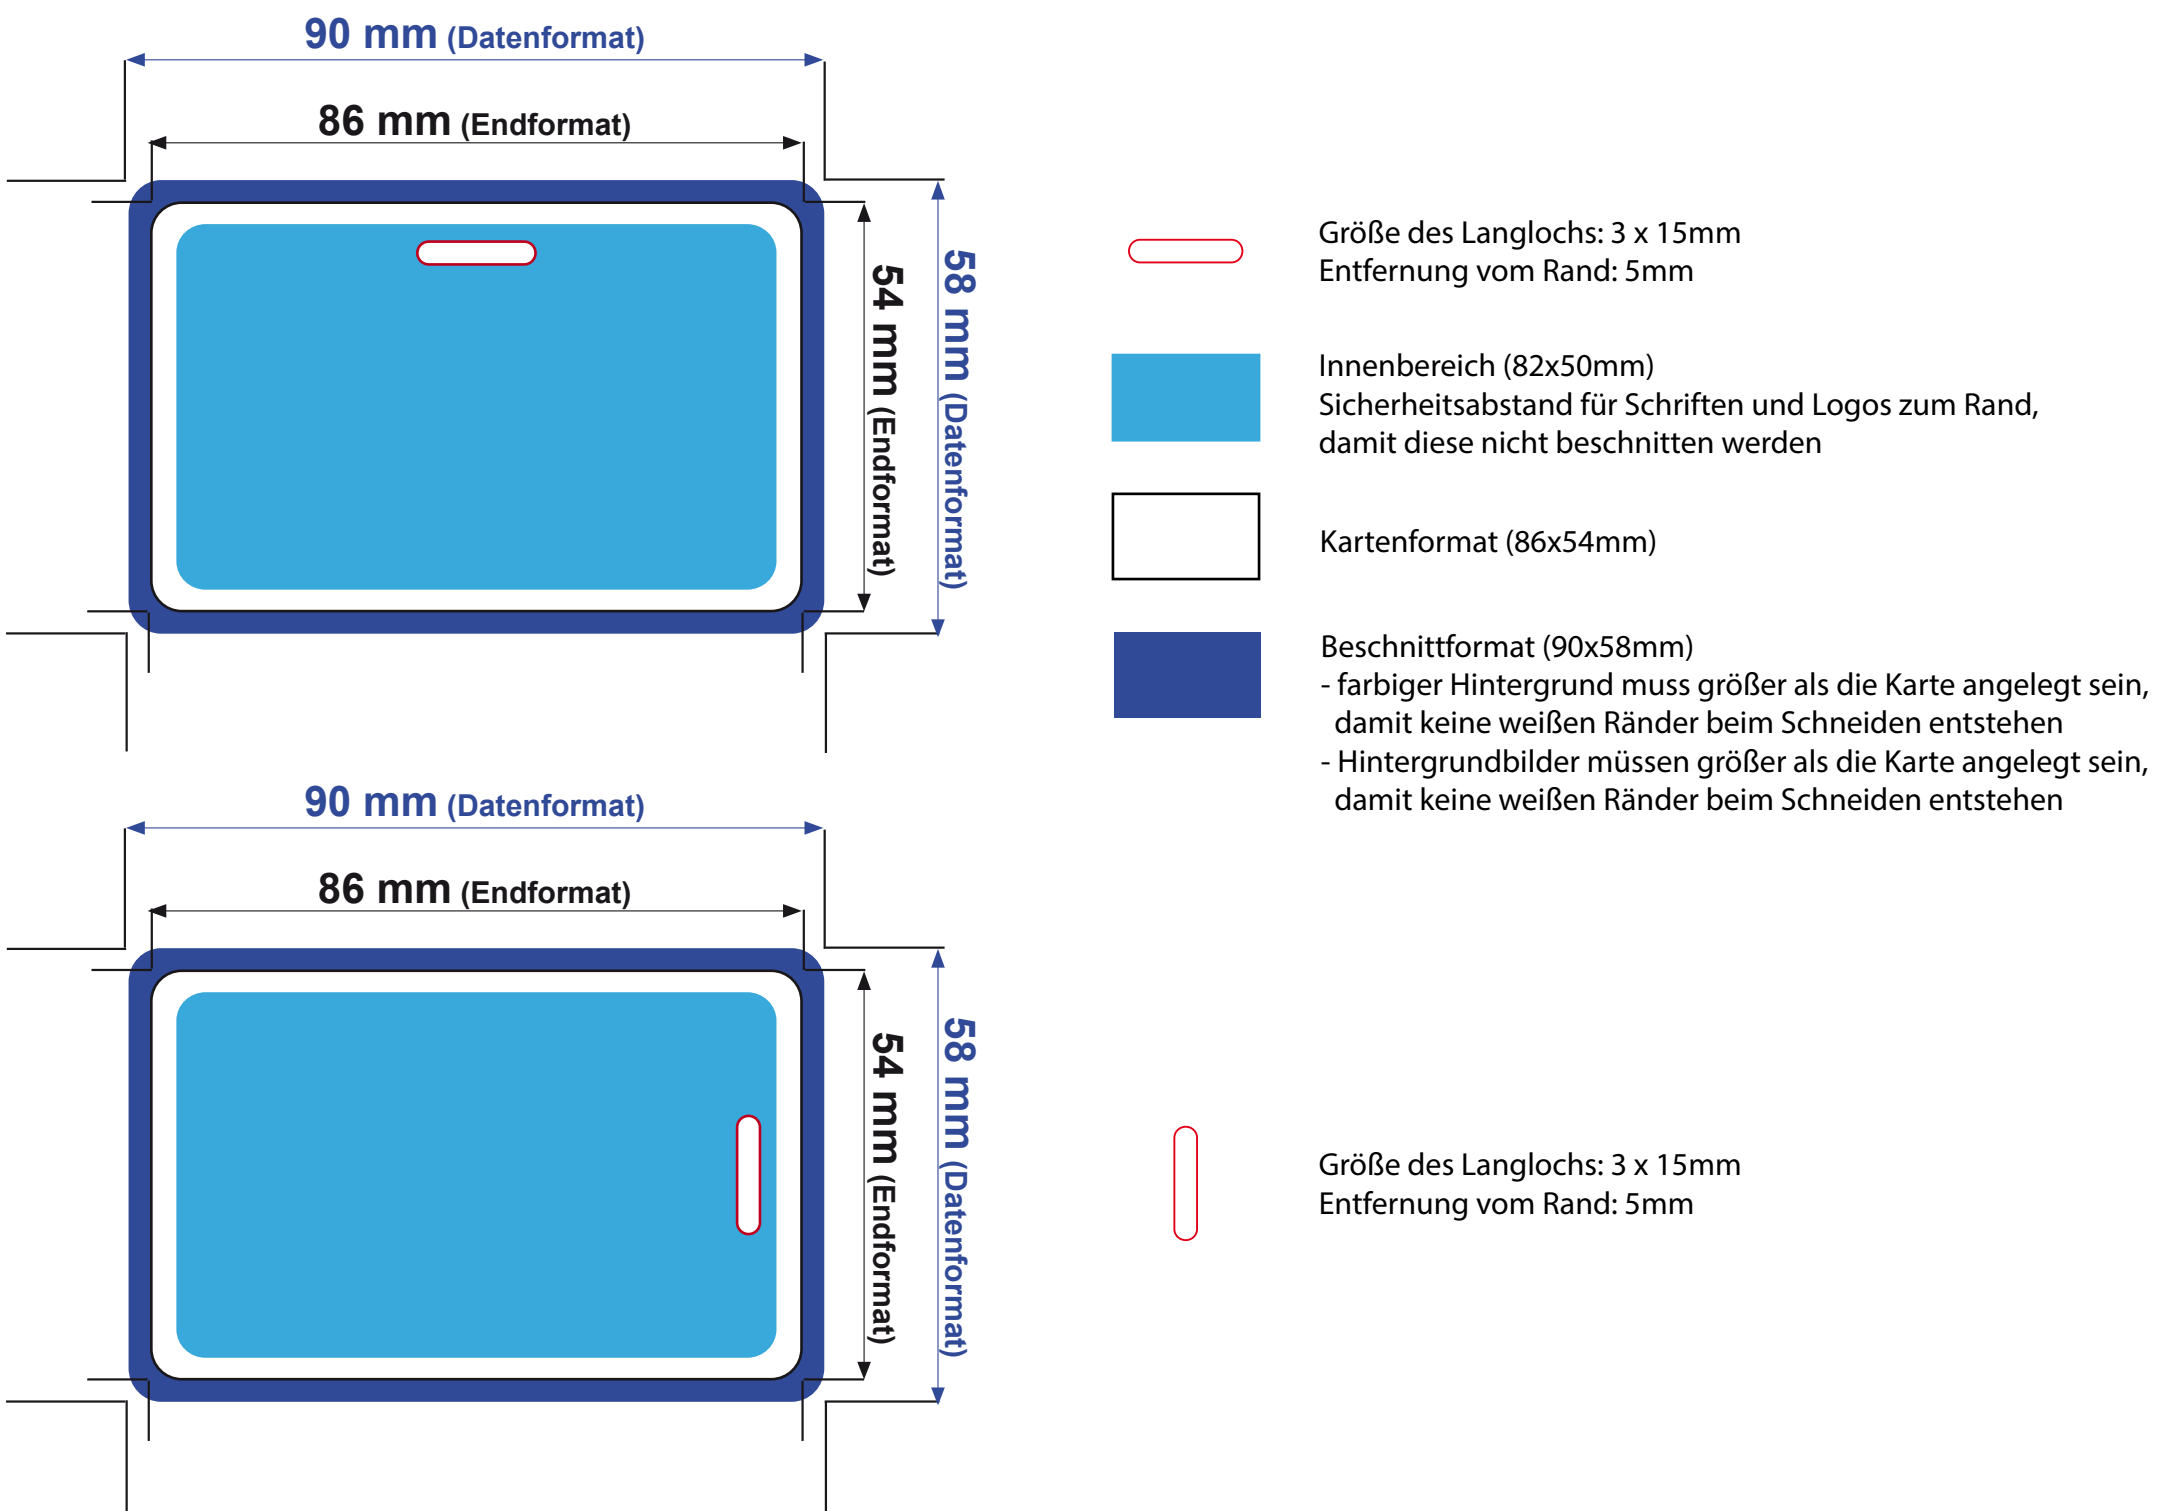 90 mm (Datenformat)
86 mm (Endformat)
54 mm (Endformat)
58 mm (Datenformat)
Größe des Langlochs: 3 x 15mm
Entfernung vom Rand: 5mm
Innenbereich (82x50mm)
Sicherheitsabstand für Schriften und Logos zum Rand,
damit diese nicht beschnitten werden
Kartenformat (86x54mm)
Beschnittformat (90x58mm)
- farbiger Hintergrund muss größer als die Karte angelegt sein,
damit keine weißen Ränder beim Schneiden entstehen
- Hintergrundbilder müssen größer als die Karte angelegt sein,
damit keine weißen Ränder beim Schneiden entstehen
90 mm (Datenformat)
86 mm (Endformat)
54 mm (Endformat)
58 mm (Datenformat)
Größe des Langlochs: 3 x 15mm
Entfernung vom Rand: 5mm